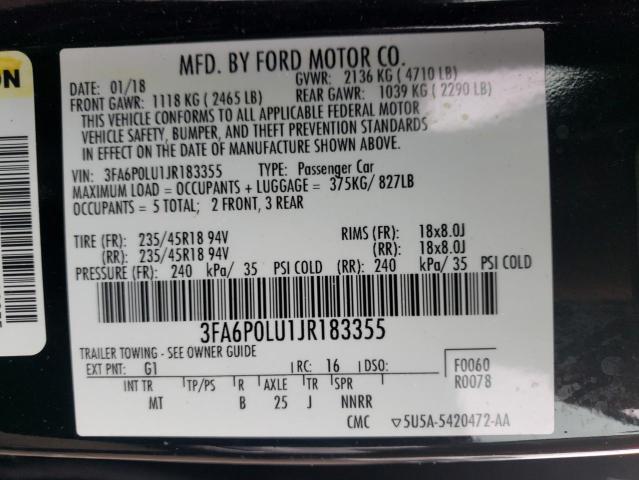 ON
MFD. BY FORD MOTOR CO.
DATE: 01/18 GVWR: 2136 KG (4710 LB)
FRONT GAWR: 1118 KG (2465 LB) REAR GAWR: 1039 KG (2290 LB)
THIS VEHICLE CONFORMS TO ALL APPLICABLE FEDERAL MOTOR
VEHICLE SAFETY, BUMPER, AND THEFT PREVENTION STANDARDS
IN EFFECT ON THE DATE OF MANUFACTURE SHOWN ABOVE.
VIN: 3FA6P0LU1JR183355 TYPE: Passenger Car
MAXIMUM LOAD = OCCUPANTS + LUGGAGE = 375KG/ 827LB
OCCUPANTS = 5 TOTAL; 2 FRONT, 3 REAR
TIRE (FR): 235/45R18 94V RIMS (FR): 18x8.0J
(RR): 235/45R18 94V (RR): 18x8.0J
PRESSURE (FR): 240 kPa/ 35 PSI COLD (RR): 240 kPa/ 35 PSI COLD
3FA6P0LU1JR183355
TRAILER TOWING - SEE OWNER GUIDE
EXT PNT: G1 RC: 16 DSO: F0060
R0078
INT TR TP/PS R AXLE TR SPR
MT B 25 J NNRR
CMC ▽5U5A-5420472-AA